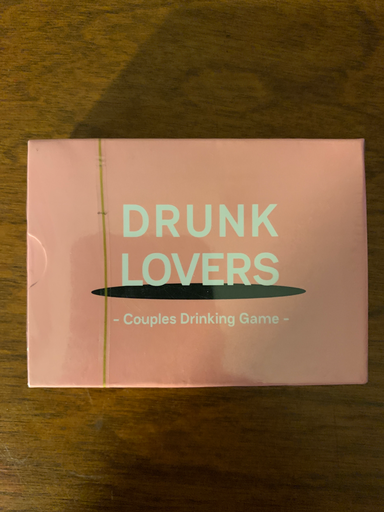 DRUNK
LOVERS
- Couples Drinking Game -